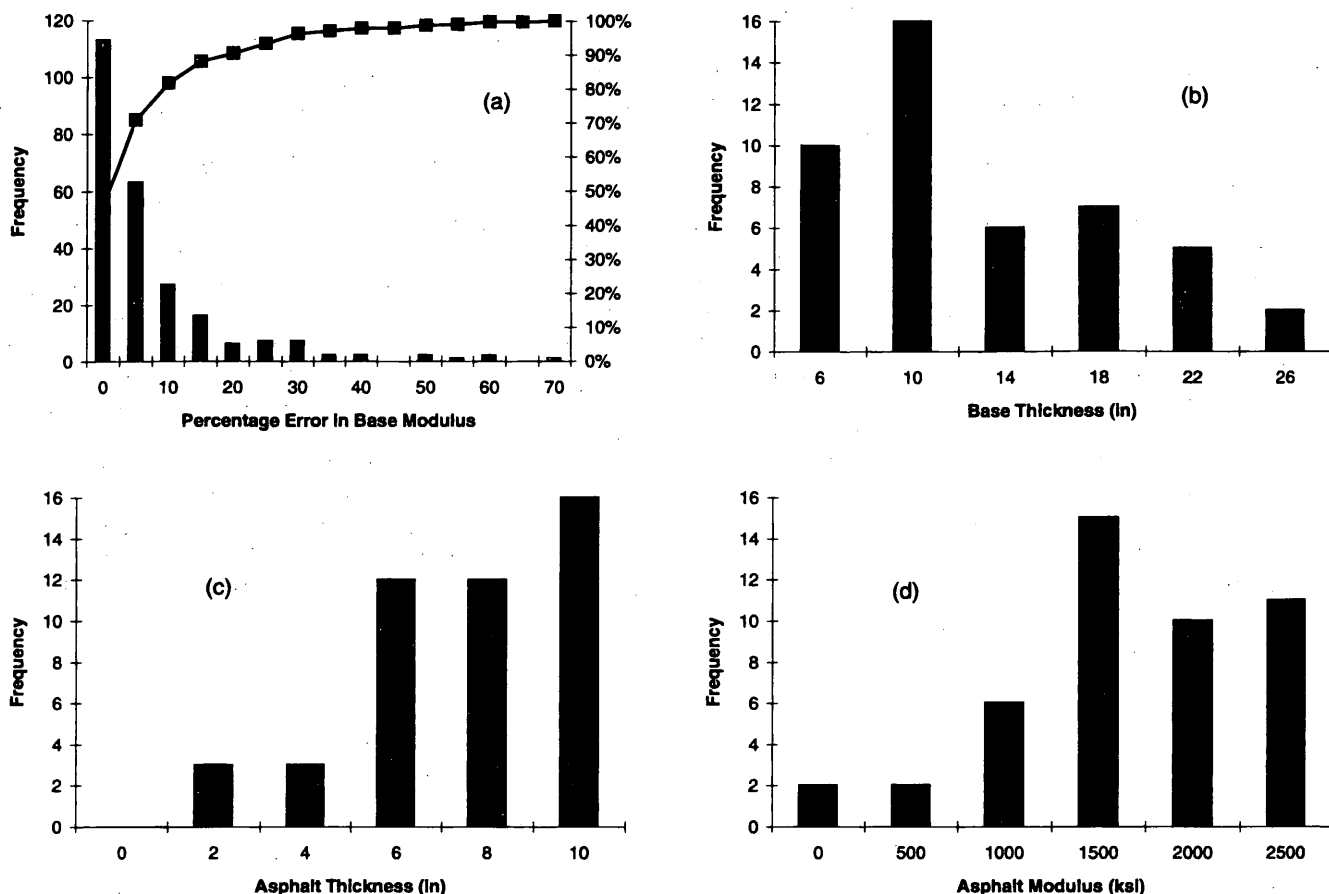 120
100
80
60
40
20
0
Frequency
100%
90%
80%
70%
60%
50%
40%
30%
20%
10%
0%
(a)
0 10 20 30 40 50 60 70
Percentage Error in Base Modulus
16
14
12
10
8
6
4
2
0
Frequency
(b)
6 10 14 18 22 26
Base Thickness (in)
16
14
12
10
8
6
4
2
0
Frequency
(c)
0 2 4 6 8 10
Asphalt Thickness (in)
16
14
12
10
8
6
4
2
0
Frequency
(d)
0 500 1000 1500 2000 2500
Asphalt Modulus (ksi)